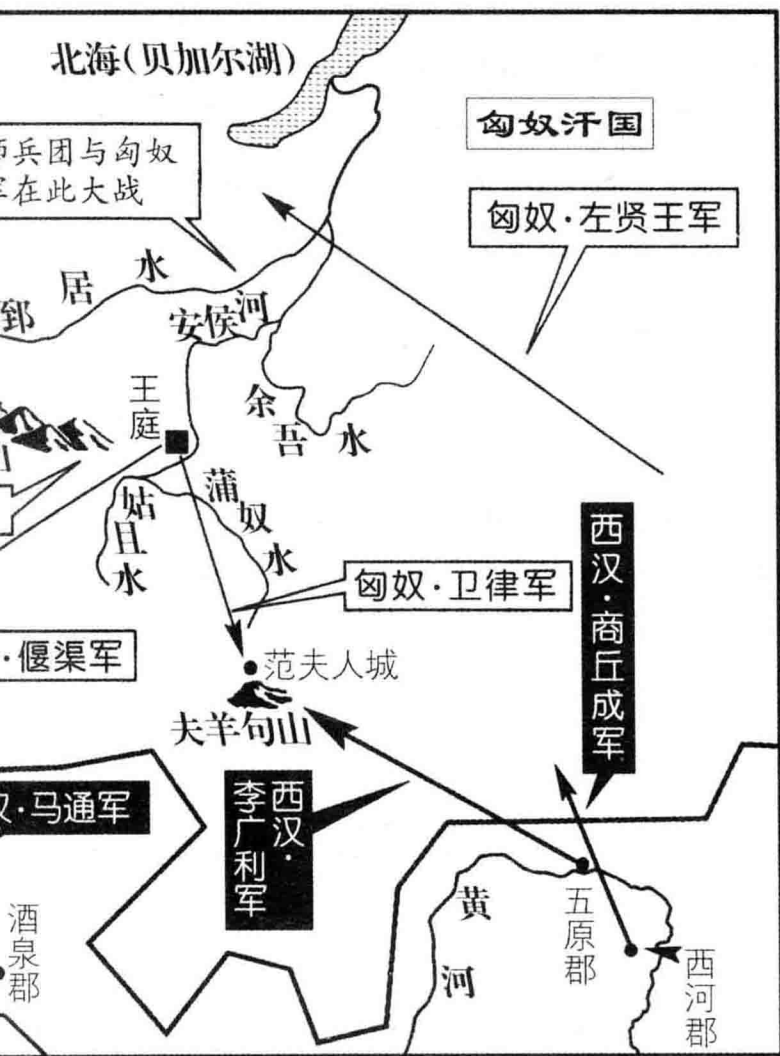 北海(贝加尔湖)
匈奴汗国
师兵团与匈奴
军在此大战
匈奴·左贤王军
郅居水
安侯河
王庭
余吾水
山
姑且水
蒲奴水
西汉·商丘成军
匈奴·卫律军
·偃渠军
范夫人城
夫羊句山
汉·马通军
西汉·
李广利军
酒泉郡
黄河
五原郡
西河郡